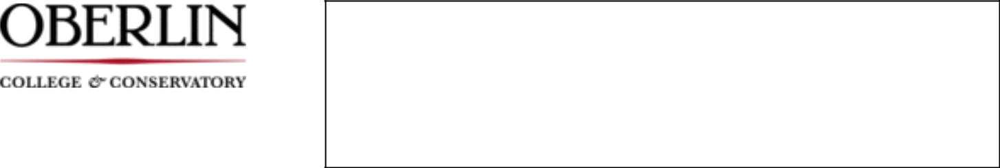 OBERLIN
COLLEGE & CONSERVATORY